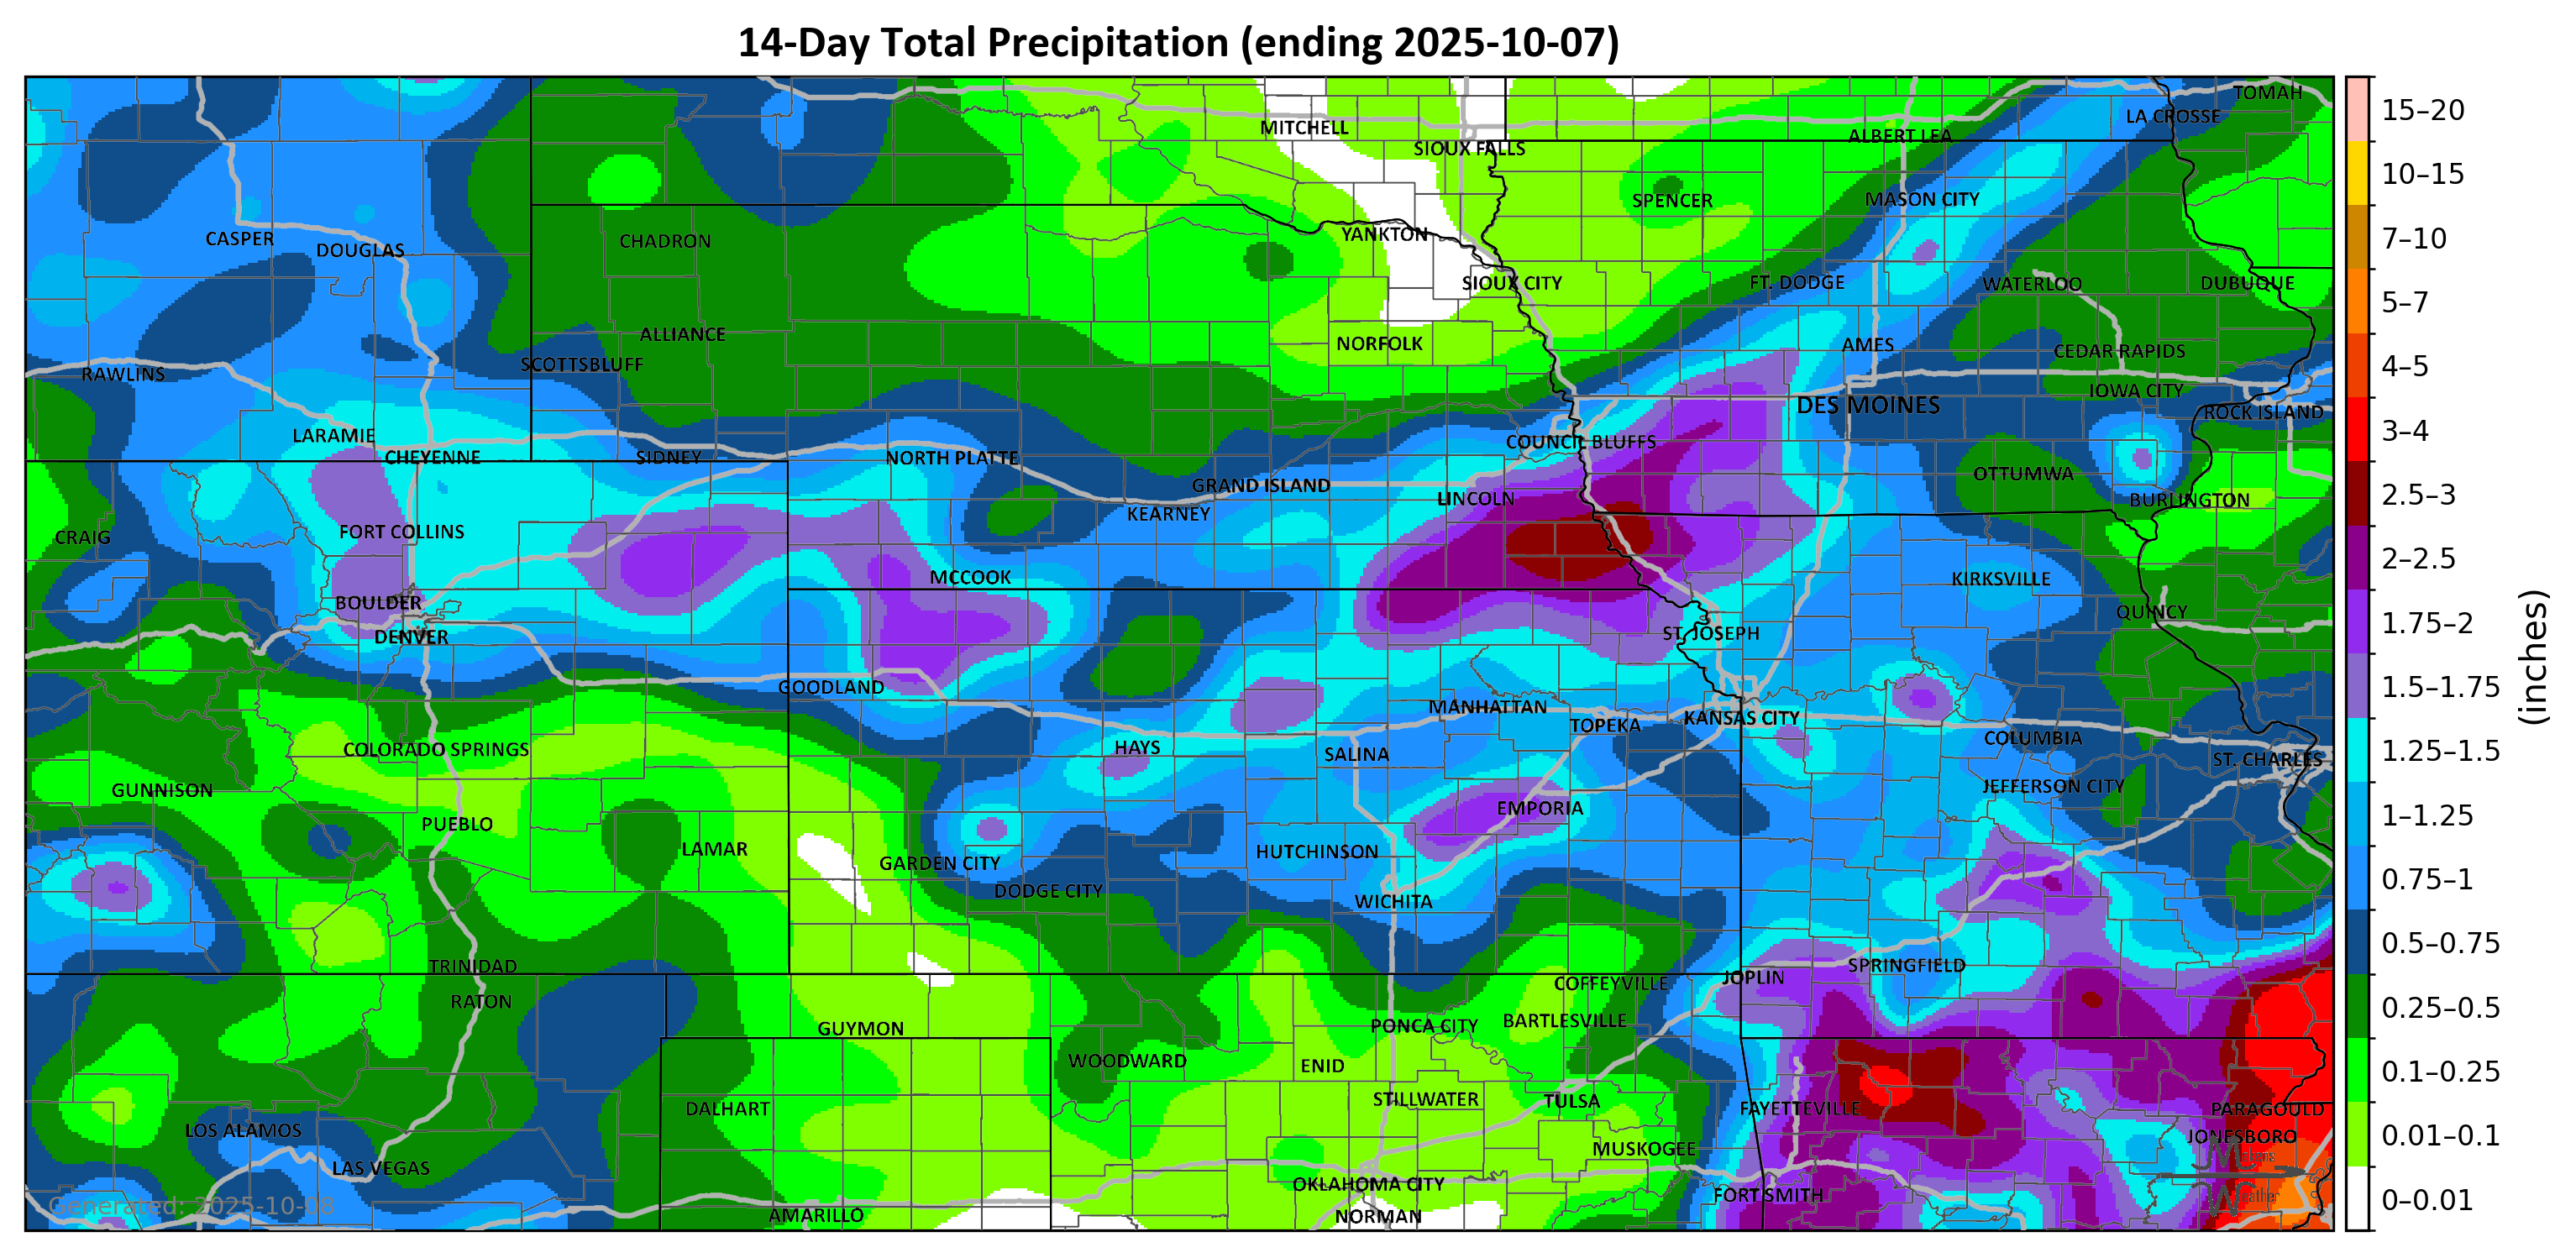 14-Day Total Precipitation (ending 2025-10-07)
TOMAH
LA CROSSE
MITCHELL
ALBERT LEA
SIOUX FALLS
MASON CITY
SPENCER
YANKTON
CASPER
CHADRON
DOUGLAS
SIOUX CITY
FT. DODGE
WATERLOO
DUBUQUE
ALLIANCE
NORFOLK
AMES
CEDAR RAPIDS
SCOTTSBLUFF
RAWLINS
IOWA CITY
DES MOINES
ROCK ISLAND
LARAMIE
COUNCIL BLUFFS
CHEYENNE
SIDNEY
NORTH PLATTE
OTTUMWA
GRAND ISLAND
LINCOLN
BURLINGTON
KEARNEY
FORT COLLINS
CRAIG
MCCOOK
KIRKSVILLE
BOULDER
QUINCY
DENVER
ST. JOSEPH
GOODLAND
MANHATTAN
KANSAS CITY
TOPEKA
COLUMBIA
COLORADO SPRINGS
HAYS
SALINA
ST. CHARLES
GUNNISON
JEFFERSON CITY
EMPORIA
PUEBLO
LAMAR
HUTCHINSON
GARDEN CITY
DODGE CITY
WICHITA
TRINIDAD
SPRINGFIELD
JOPLIN
COFFEYVILLE
RATON
BARTLESVILLE
PONCA CITY
GUYMON
WOODWARD
ENID
STILLWATER
TULSA
DALHART
FAYETTEVILLE
PARAGOULD
LOS ALAMOS
JONESBORO
MUSKOGEE
LAS VEGAS
OKLAHOMA CITY
FORT SMITH
AMARILLO
NORMAN
Generated: 2025-10-08
15–20
10–15
7–10
5–7
4–5
3–4
2.5–3
2–2.5
1.75–2
1.5–1.75
1.25–1.5
1–1.25
0.75–1
0.5–0.75
0.25–0.5
0.1–0.25
0.01–0.1
0–0.01
(inches)